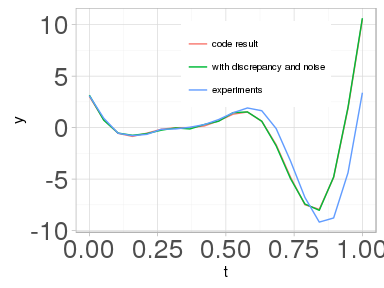 10
5
0
-5
-10
y
code result
with discrepancy and noise
experiments
0.00 0.25 0.50 0.75 1.00
t